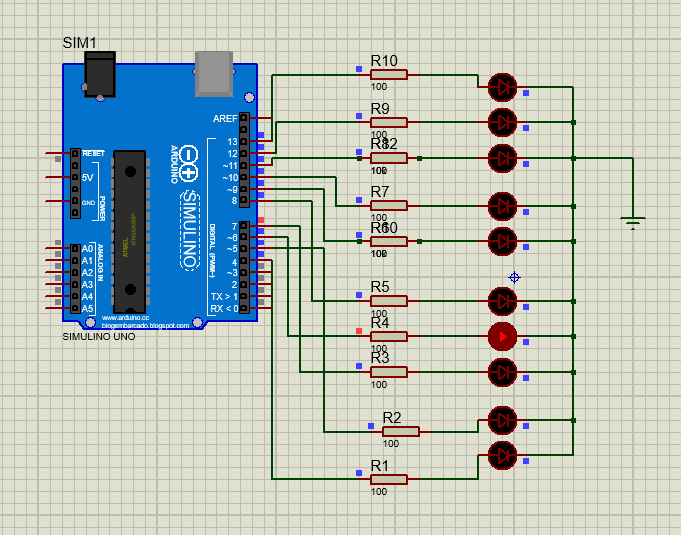 SIM1
RESET
5V
GND
POWER
A0
A1
A2
A3
A4
A5
ANALOG IN
ATMEL
ARDUINO
SIMULINO
AREF
13
12
~11
~10
~9
8
7
~6
~5
4
~3
2
TX > 1
RX < 0
DIGITAL (PWM~)
www.arduino.cc
blogembarcado.blogspot.com
SIMULINO UNO
R10
100
R9
100
R7
100
R5
100
R4
100
R3
100
R2
100
R1
100